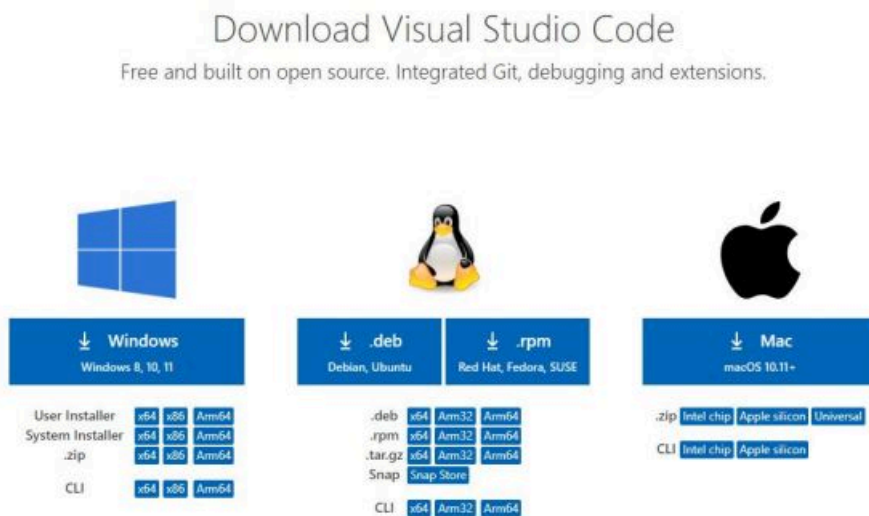 Download Visual Studio Code
Free and built on open source. Integrated Git, debugging and extensions.
Windows
Windows 8, 10, 11
User Installer x64 x86 Arm64
System Installer x64 x86 Arm64
.zip x64 x86 Arm64
CLI x64 x86 Arm64
.deb
Debian, Ubuntu
.rpm
Red Hat, Fedora, SUSE
.deb x64 Arm32 Arm64
.rpm x64 Arm32 Arm64
.tar.gz x64 Arm32 Arm64
Snap Snap Store
CLI x64 Arm32 Arm64
Mac
macOS 10.11+
.zip Intel chip Apple silicon Universal
CLI Intel chip Apple silicon